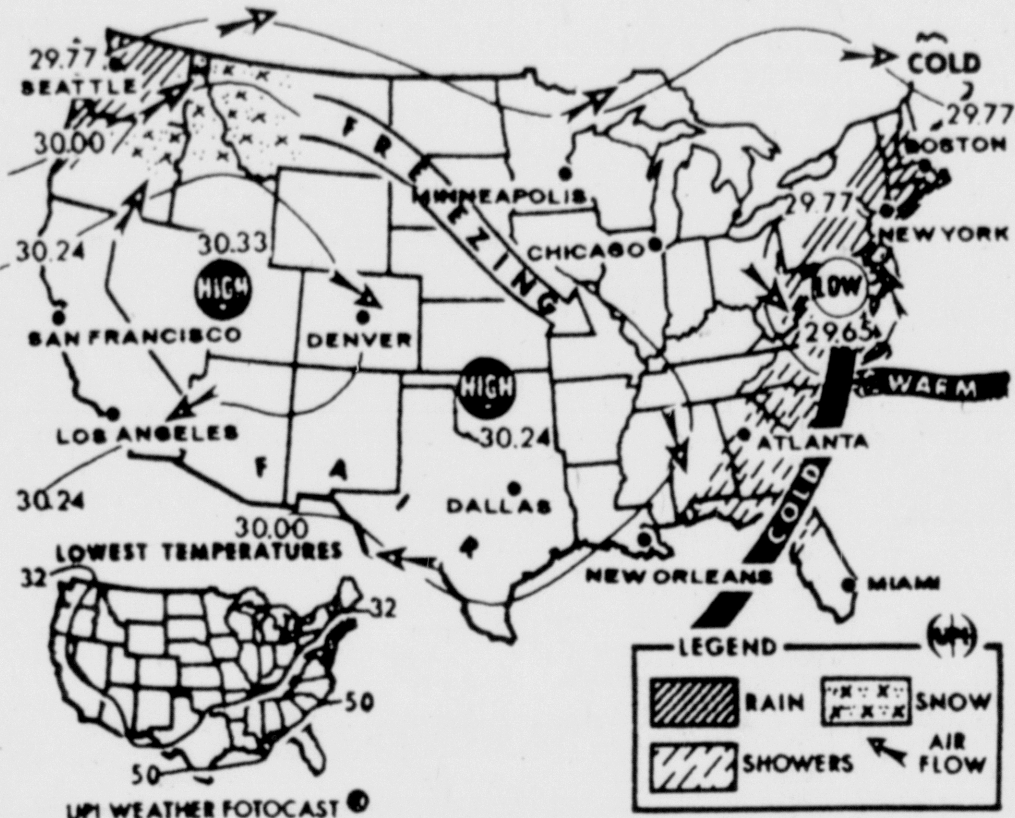 COLD
29.77
SEATTLE
29.77
30.00
BOSTON
FREEZING
MINNEAPOLIS
29.77
NEW YORK
30.24
30.33
CHICAGO
HIGH
LOW
SAN FRANCISCO
DENVER
29.65
HIGH
WARM
LOS ANGELES
30.24
ATLANTA
30.24
FAIR
DALLAS
COLD
30.00
LOWEST TEMPERATURES
NEW ORLEANS
MIAMI
32
32
50
50
UPI WEATHER FOTOCAST ©
LEGEND
UPI
RAIN
SNOW
SHOWERS
AIR
FLOW